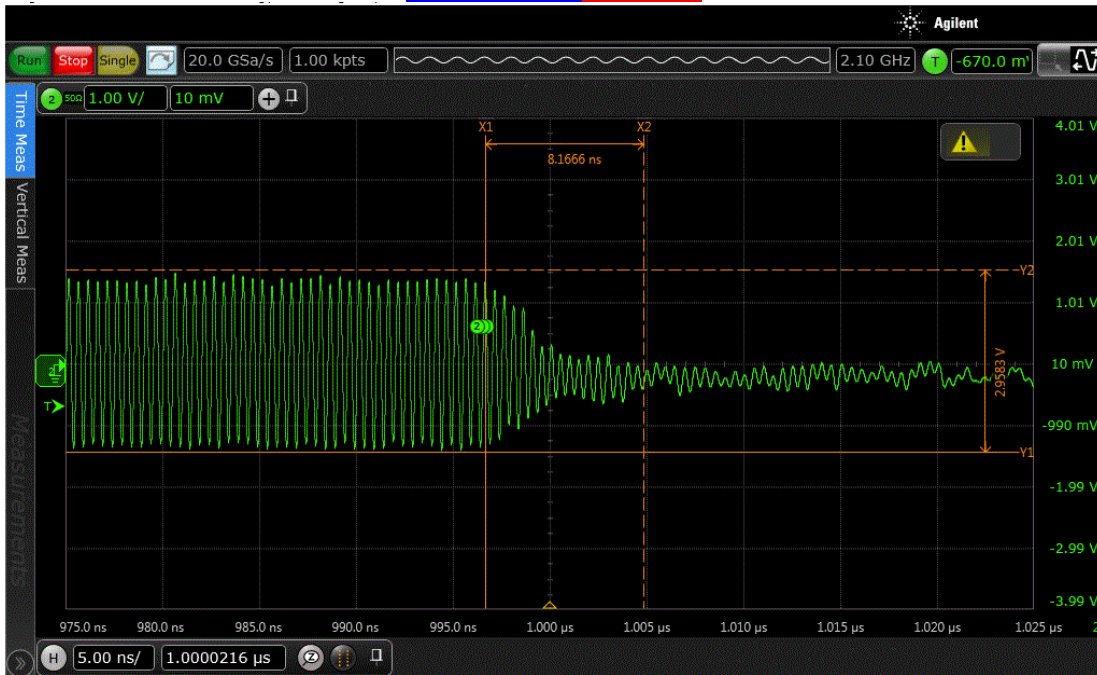 Agilent
Run Stop Single 20.0 GSa/s 1.00 kpts 2.10 GHz T -670.0 m
2 50Ω 1.00 V/ 10 mV
Time Meas
Vertical Meas
Measurements
X1 X2
8.1666 ns
4.01 V
3.01 V
2.01 V
Y2
1.01 V
2
10 mV
2.9583 V
T
-990 mV
Y1
-1.99 V
-2.99 V
-3.99 V
975.0 ns 980.0 ns 985.0 ns 990.0 ns 995.0 ns 1.000 µs 1.005 µs 1.010 µs 1.015 µs 1.020 µs 1.025 µs
H 5.00 ns/ 1.0000216 µs Z